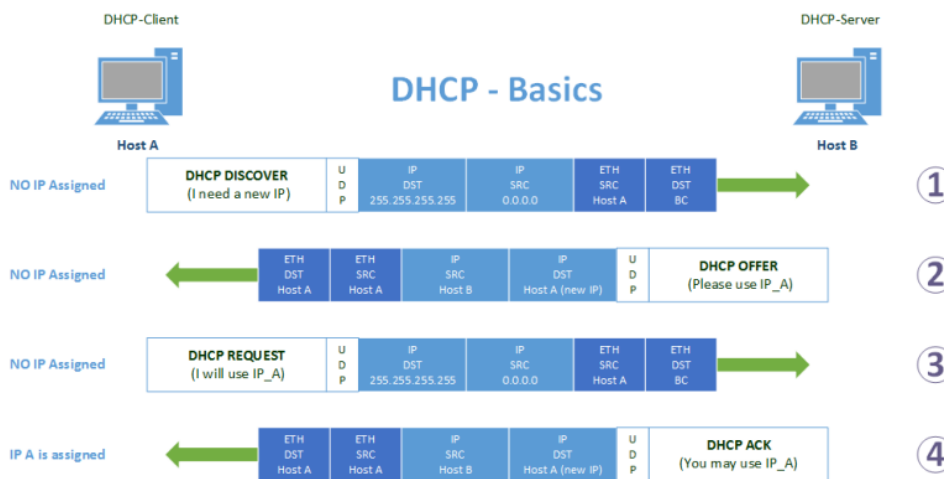 DHCP-Client
DHCP-Server
DHCP - Basics
Host A
Host B
NO IP Assigned
DHCP DISCOVER
(I need a new IP)
U
D
P
IP
DST
255.255.255.255
IP
SRC
0.0.0.0
ETH
SRC
Host A
ETH
DST
BC
1
NO IP Assigned
ETH
DST
Host A
ETH
SRC
Host A
IP
SRC
Host B
IP
DST
Host A (new IP)
U
D
P
DHCP OFFER
(Please use IP_A)
2
NO IP Assigned
DHCP REQUEST
(I will use IP_A)
U
D
P
IP
DST
255.255.255.255
IP
SRC
0.0.0.0
ETH
SRC
Host A
ETH
DST
BC
3
IP A is assigned
ETH
DST
Host A
ETH
SRC
Host A
IP
SRC
Host B
IP
DST
Host A (new IP)
U
D
P
DHCP ACK
(You may use IP_A)
4